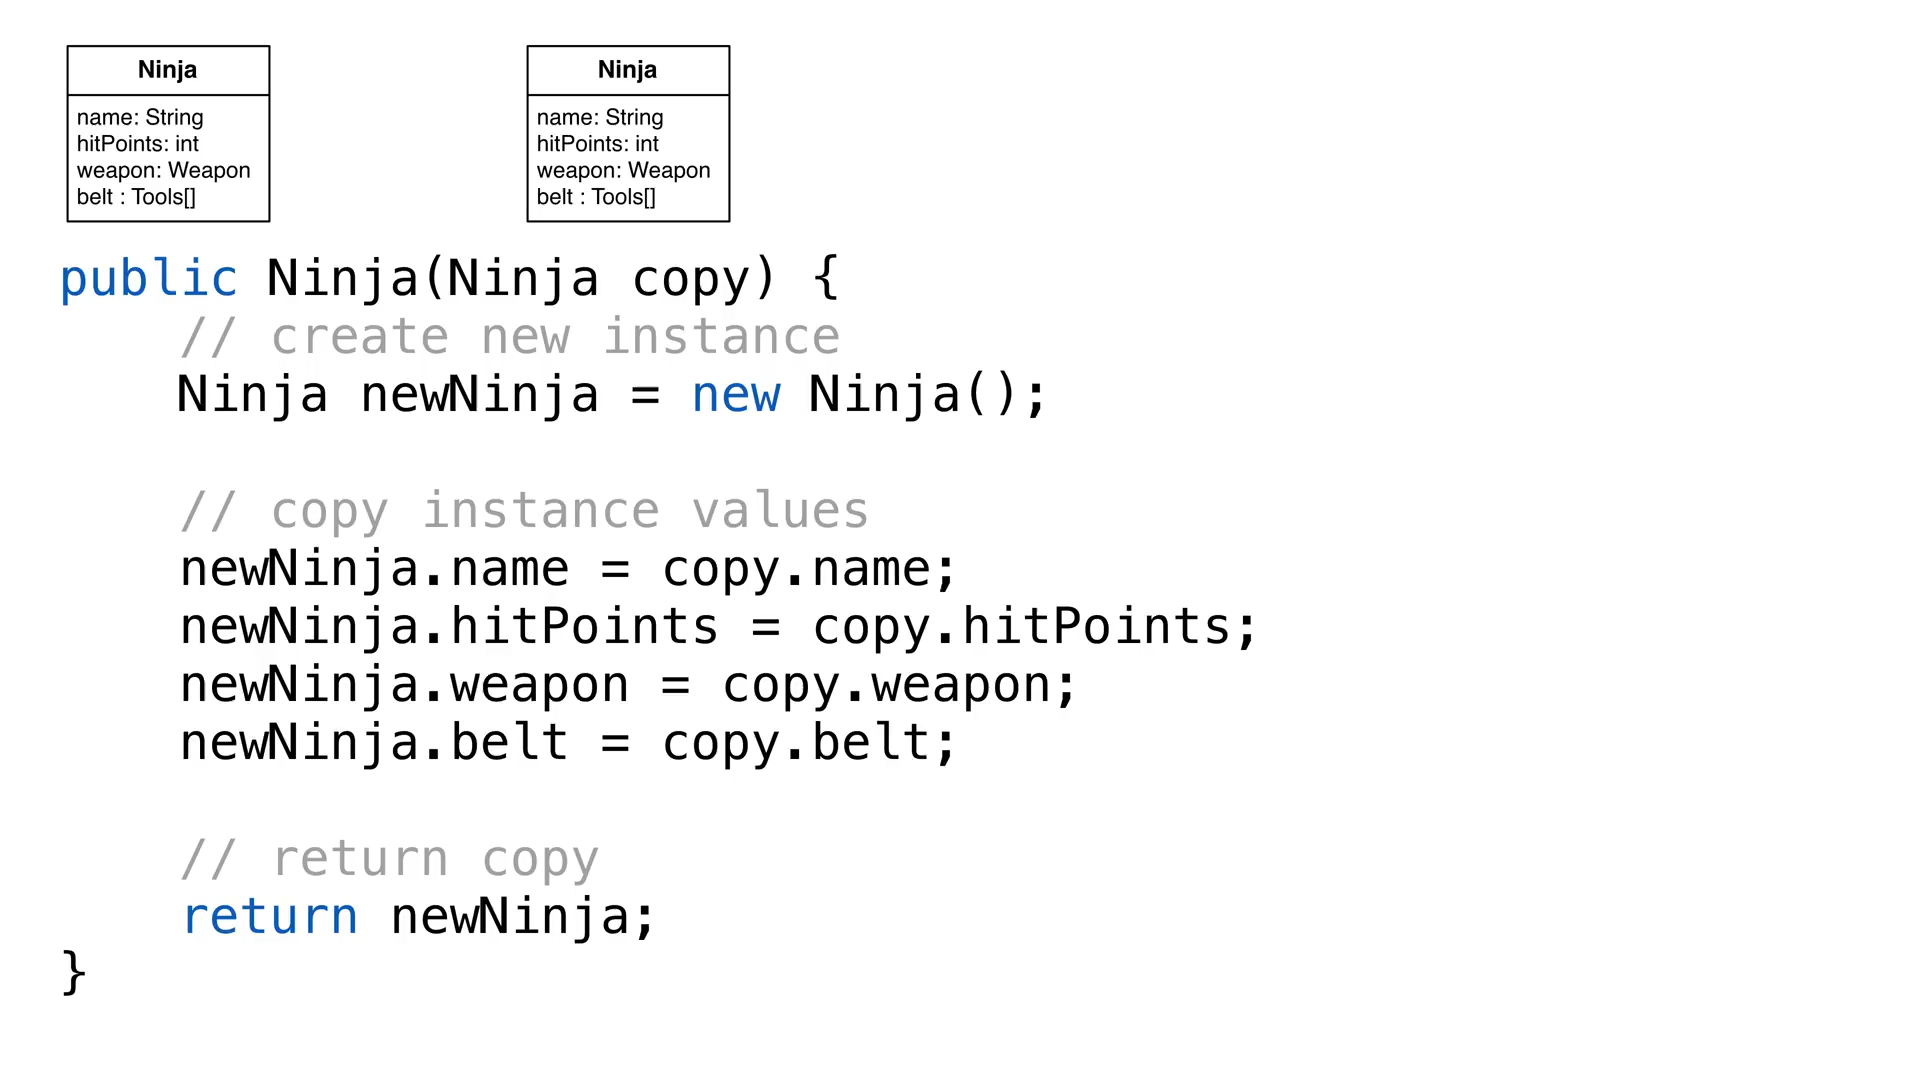 Ninja
name: String
hitPoints: int
weapon: Weapon
belt : Tools[]
Ninja
name: String
hitPoints: int
weapon: Weapon
belt : Tools[]
public Ninja(Ninja copy) {
    // create new instance
    Ninja newNinja = new Ninja();

    // copy instance values
    newNinja.name = copy.name;
    newNinja.hitPoints = copy.hitPoints;
    newNinja.weapon = copy.weapon;
    newNinja.belt = copy.belt;

    // return copy
    return newNinja;
}